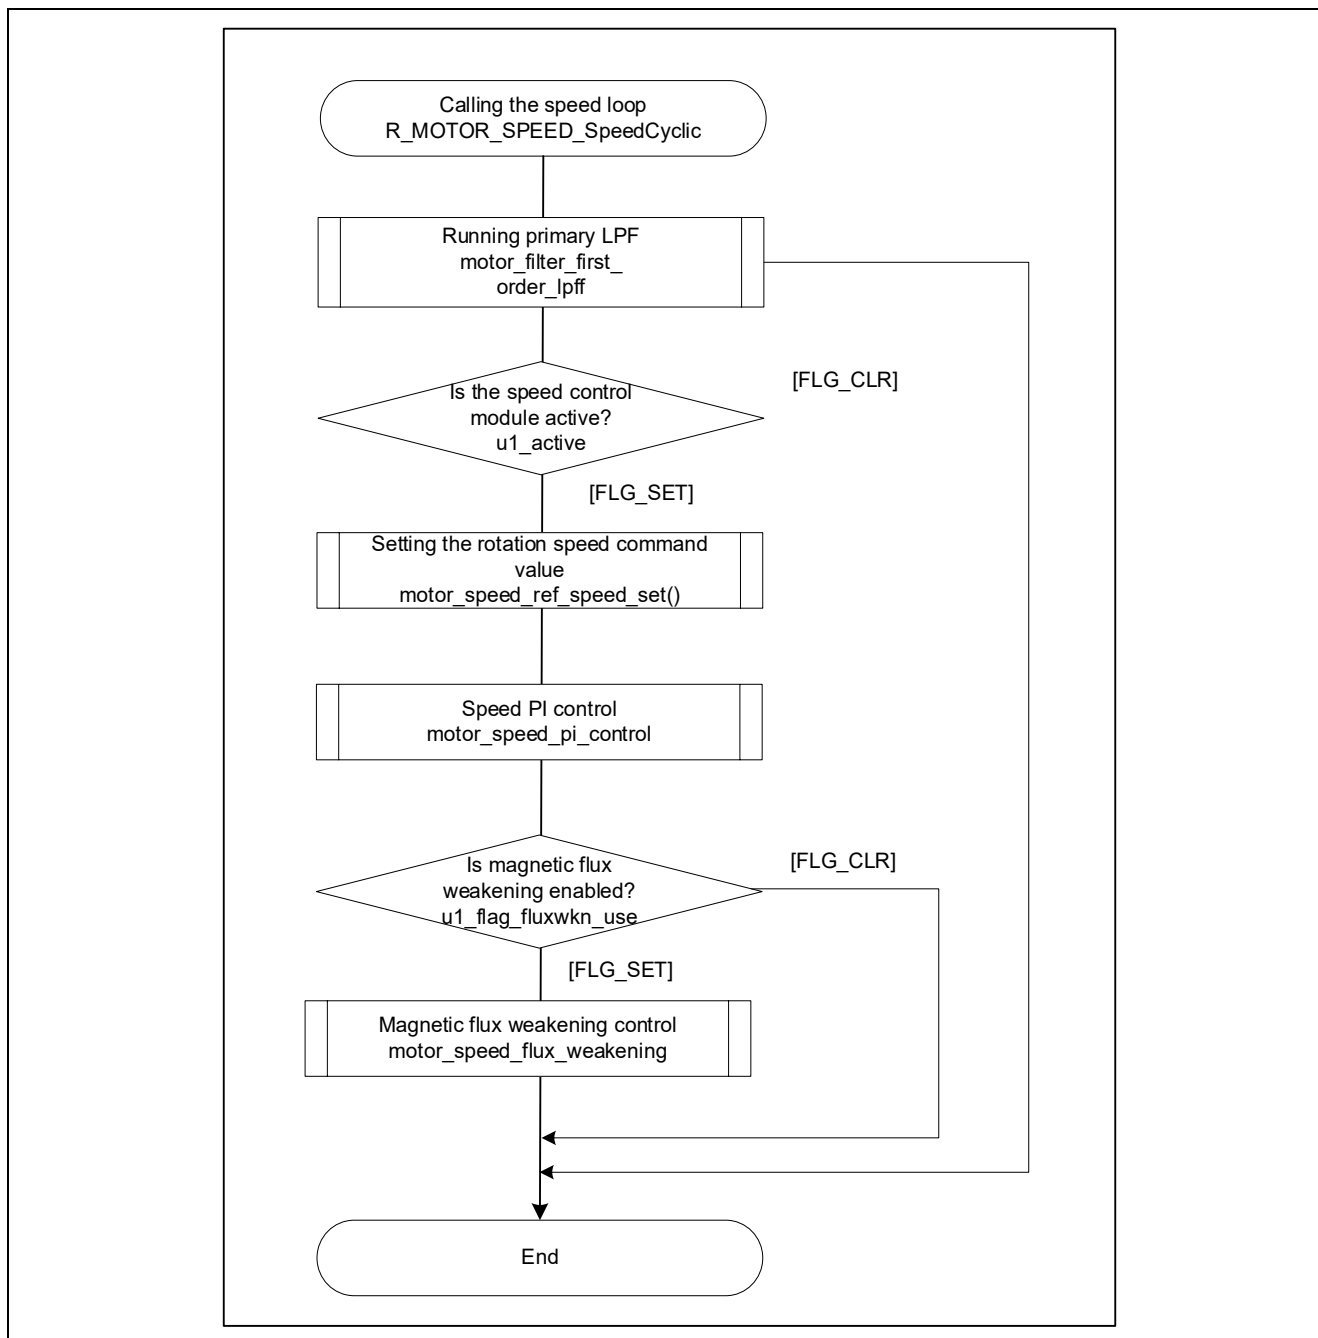 Calling the speed loop
R_MOTOR_SPEED_SpeedCyclic
Running primary LPF
motor_filter_first_
order_lpff
[FLG_CLR]
Is the speed control
module active?
u1_active
[FLG_SET]
Setting the rotation speed command
value
motor_speed_ref_speed_set()
Speed PI control
motor_speed_pi_control
[FLG_CLR]
Is magnetic flux
weakening enabled?
u1_flag_fluxwkn_use
[FLG_SET]
Magnetic flux weakening control
motor_speed_flux_weakening
End